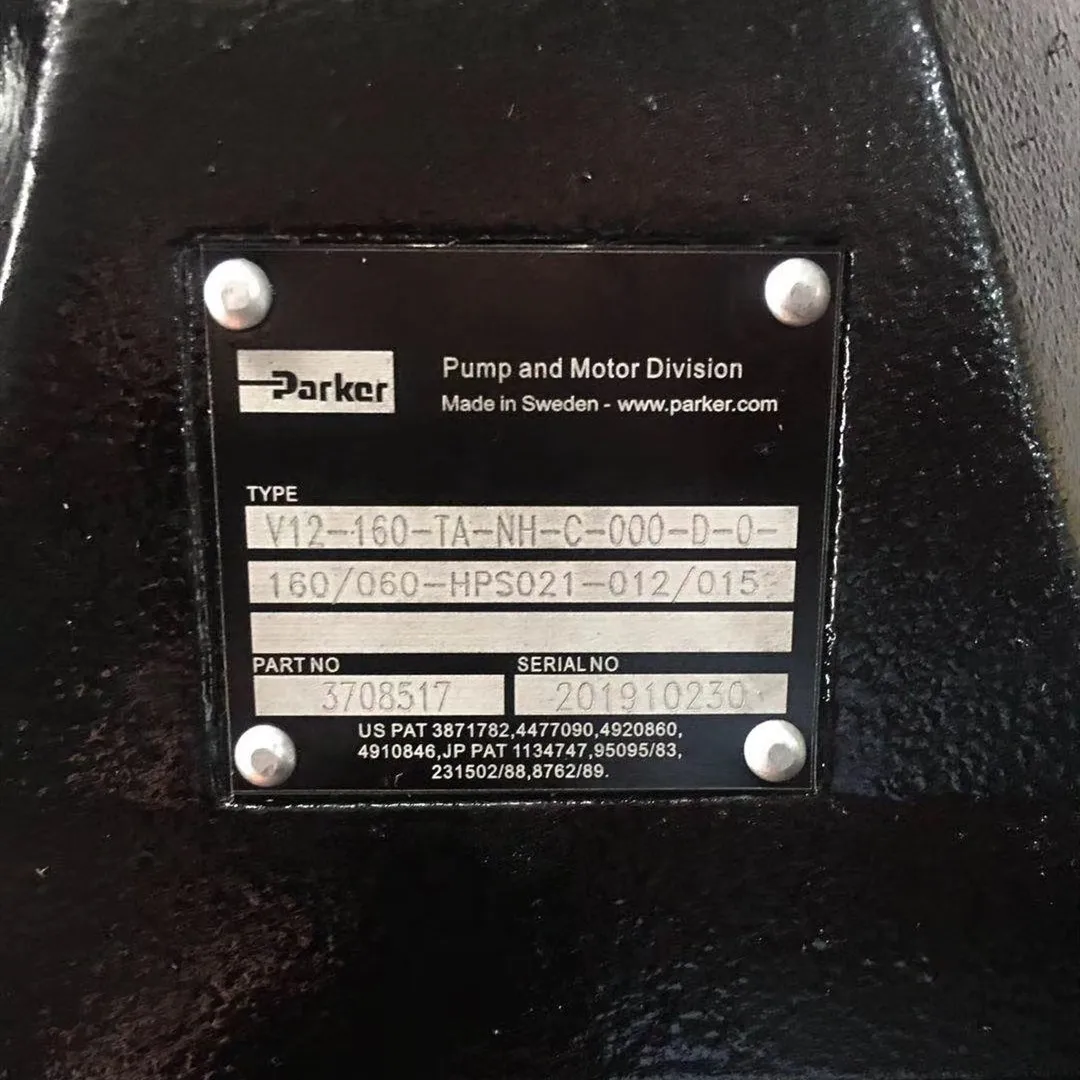 Parker
Pump and Motor Division
Made in Sweden - www.parker.com
TYPE
V12-160-TA-NH-C-000-D-0-
160/060-HPS021-012/015
PART NO
SERIAL NO
3708517
201910230
US PAT 3871782,4477090,4920860,
4910846,JP PAT 1134747,95095/83,
231502/88,8762/89.